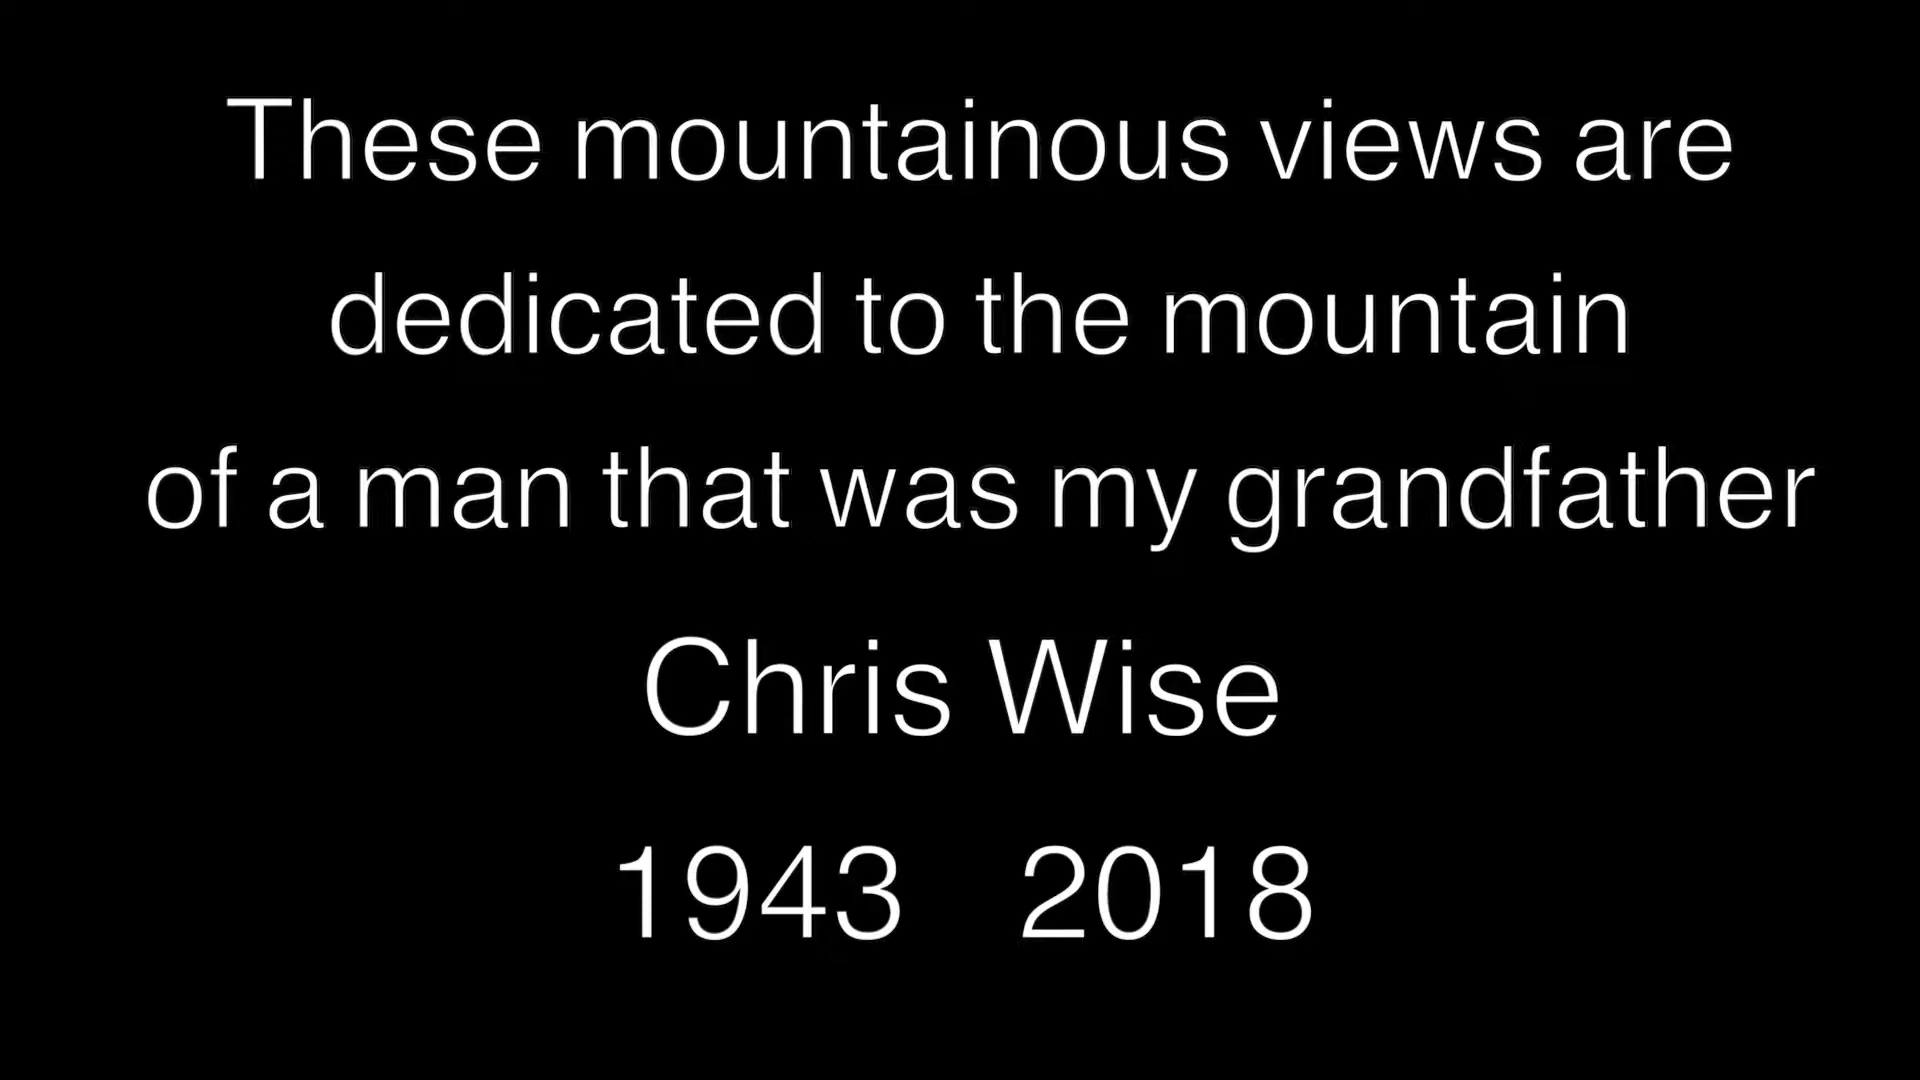 These mountainous views are
dedicated to the mountain
of a man that was my grandfather
Chris Wise
1943 2018